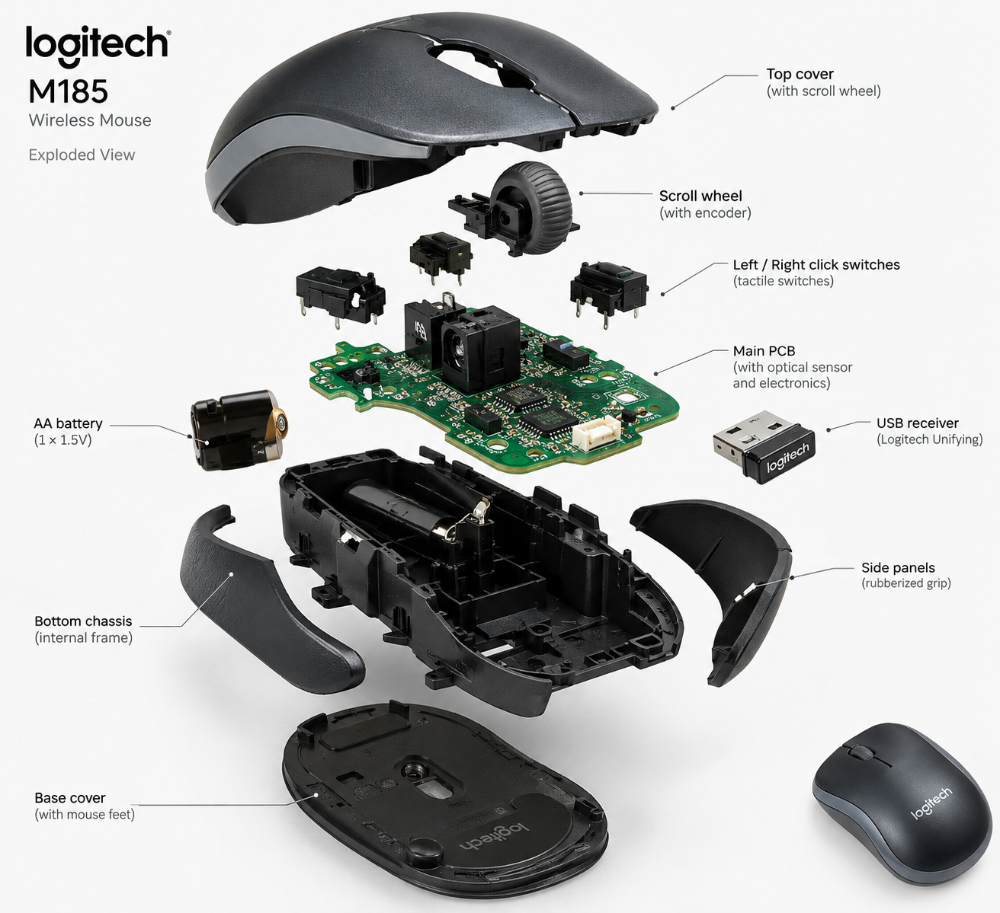 logitech®
M185
Wireless Mouse
Exploded View
Top cover
(with scroll wheel)
Scroll wheel
(with encoder)
Left / Right click switches
(tactile switches)
Main PCB
(with optical sensor
and electronics)
AA battery
(1 × 1.5V)
USB receiver
(Logitech Unifying)
logitech
Side panels
(rubberized grip)
Bottom chassis
(internal frame)
Base cover
(with mouse feet)
logitech
logitech